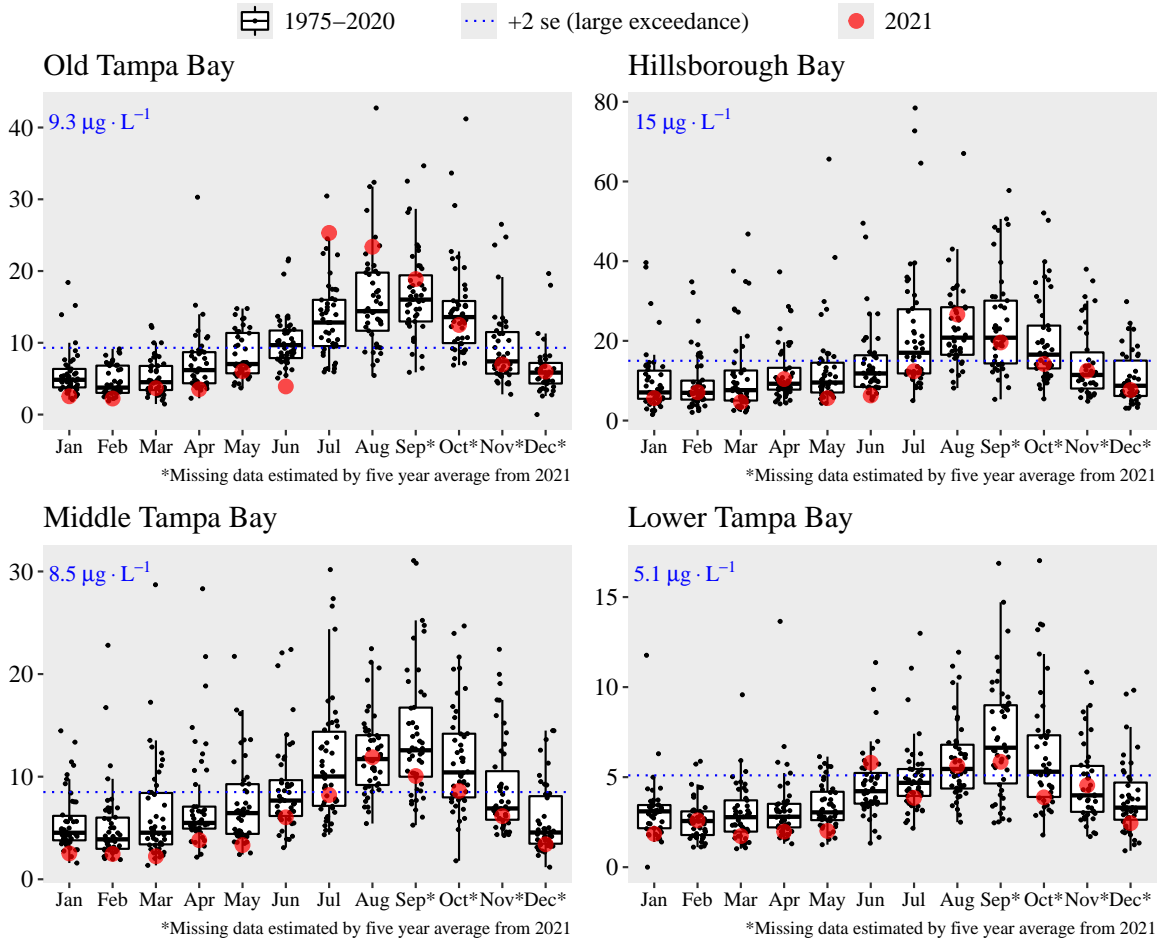 1975−2020 +2 se (large exceedance) 2021
Old Tampa Bay
9.3 μg · L⁻¹
40
30
20
10
0
Jan Feb Mar Apr May Jun Jul Aug Sep* Oct* Nov* Dec*
*Missing data estimated by five year average from 2021
Hillsborough Bay
15 μg · L⁻¹
80
60
40
20
0
Jan Feb Mar Apr May Jun Jul Aug Sep* Oct* Nov* Dec*
*Missing data estimated by five year average from 2021
Middle Tampa Bay
8.5 μg · L⁻¹
30
20
10
0
Jan Feb Mar Apr May Jun Jul Aug Sep* Oct* Nov* Dec*
*Missing data estimated by five year average from 2021
Lower Tampa Bay
5.1 μg · L⁻¹
15
10
5
0
Jan Feb Mar Apr May Jun Jul Aug Sep* Oct* Nov* Dec*
*Missing data estimated by five year average from 2021